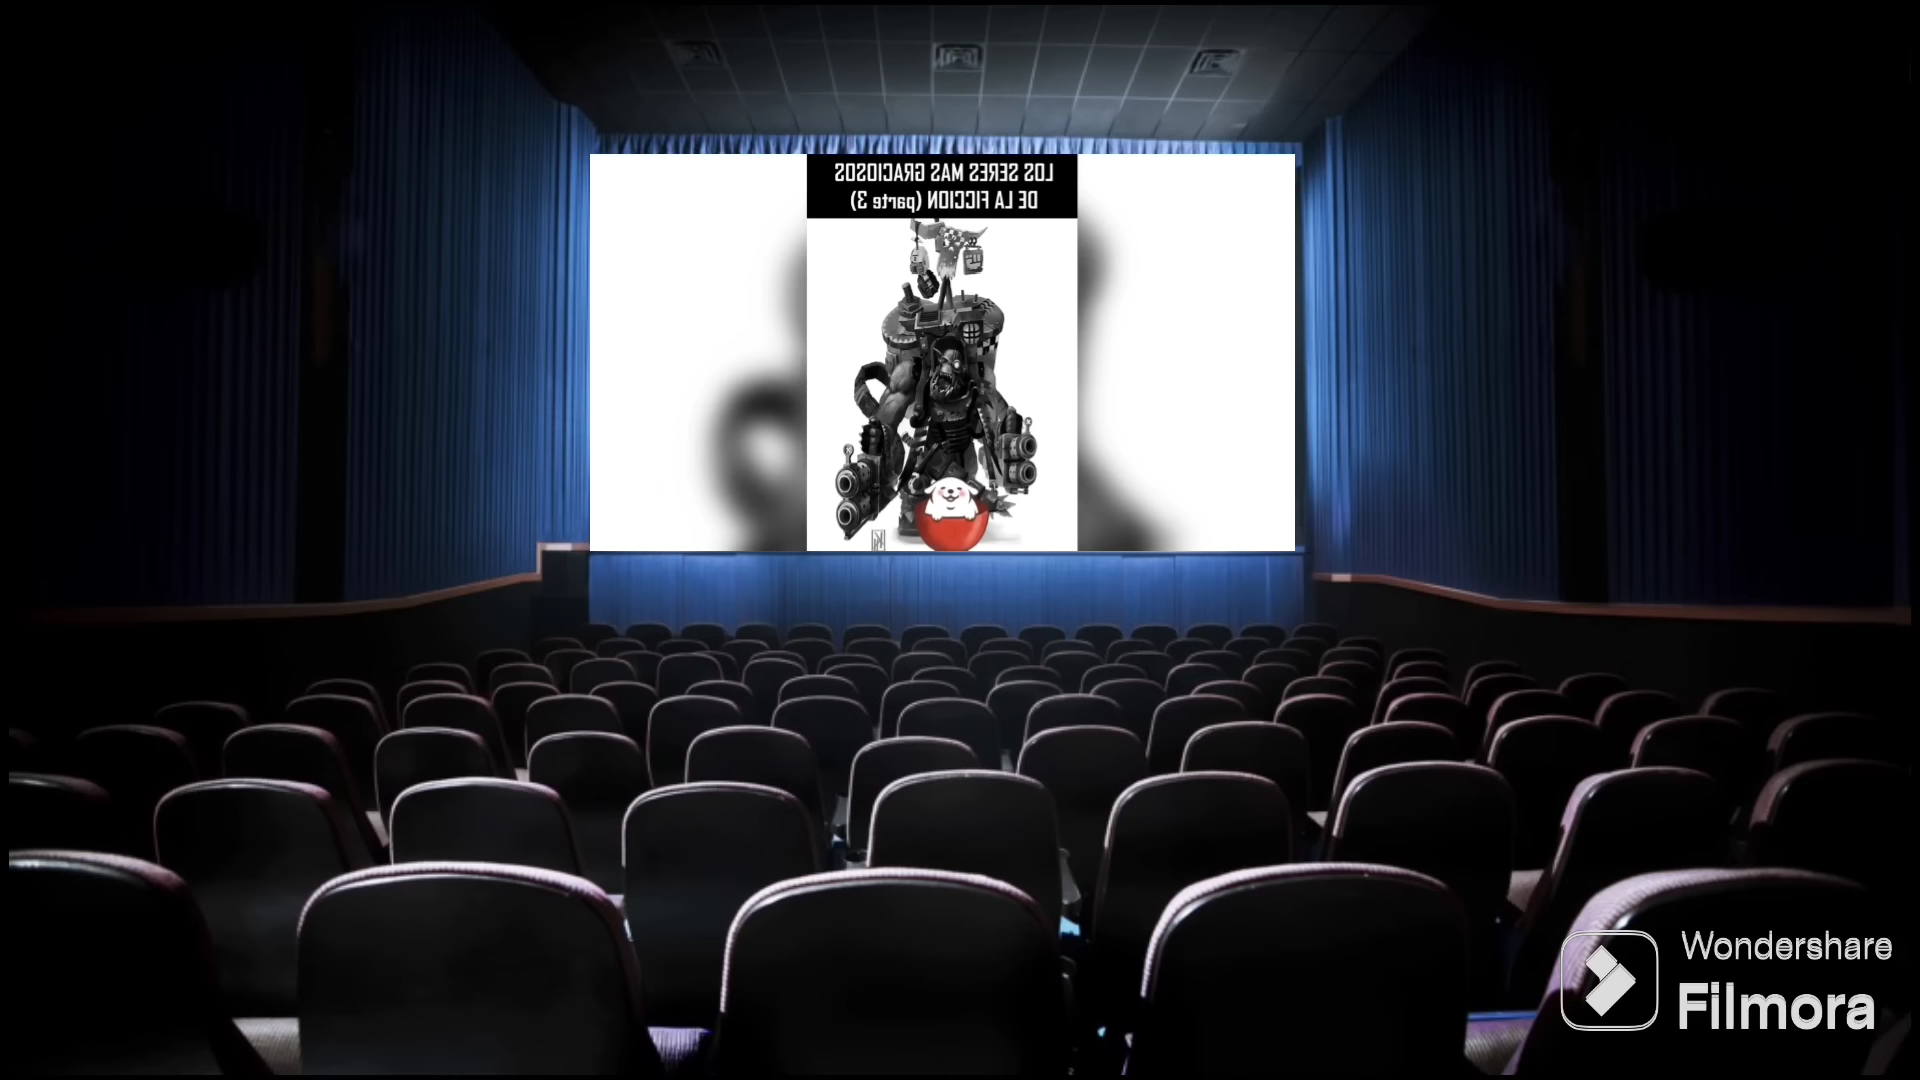 LOS SERES MAS GRACIOSOS
DE LA FICCION (parte 3)
Wondershare
Filmora